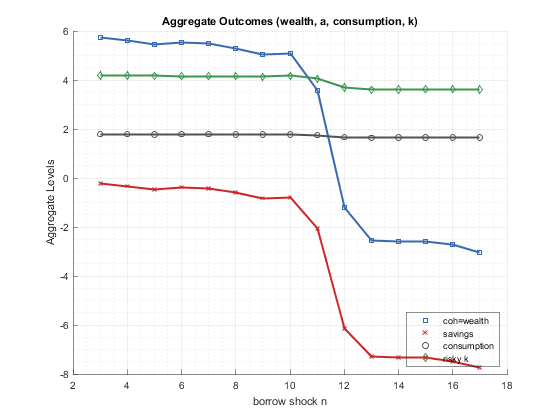 Aggregate Outcomes (wealth, a, consumption, k)
6
4
2
0
-2
-4
-6
-8
Aggregate Levels
coh=wealth
savings
consumption
risky k
2
4
6
8
10
12
14
16
18
borrow shock n